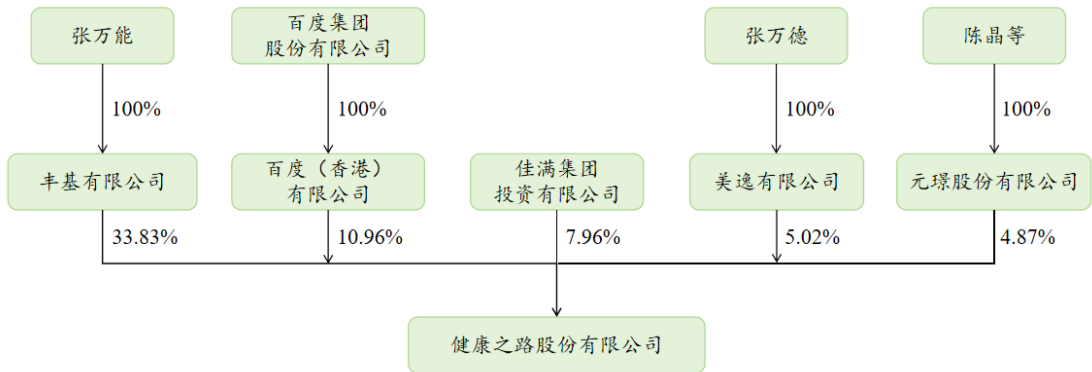 张万能
百度集团
股份有限公司
张万德
陈晶等
100%
100%
100%
100%
丰基有限公司
百度（香港）
有限公司
佳满集团
投资有限公司
美逸有限公司
元璟股份有限公司
33.83%
10.96%
7.96%
5.02%
4.87%
健康之路股份有限公司